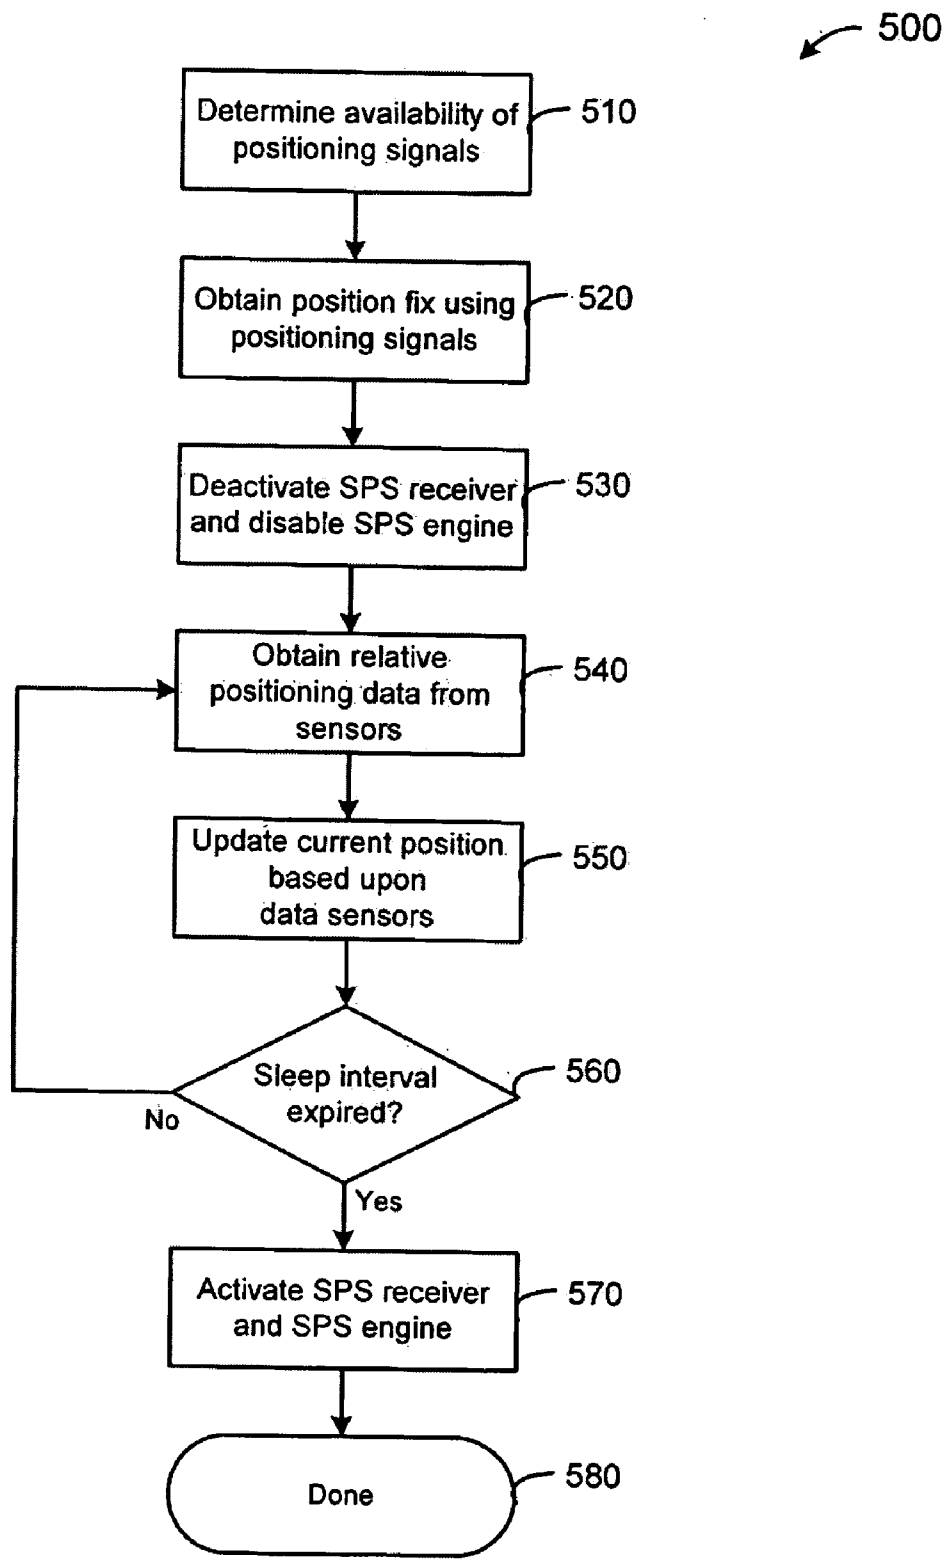 500
Determine availability of
positioning signals
510
Obtain position fix using
positioning signals
520
Deactivate SPS receiver
and disable SPS engine
530
Obtain relative
positioning data from
sensors
540
Update current position
based upon
data sensors
550
Sleep interval
expired?
560
No
Yes
Activate SPS receiver
and SPS engine
570
Done
580